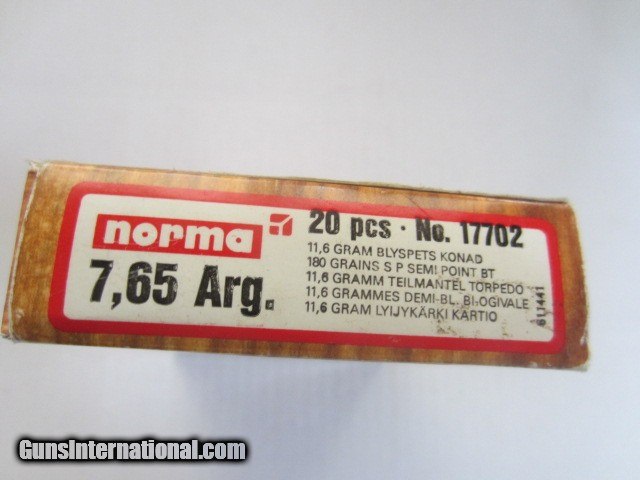 norma
7,65 Arg.
20 pcs · No. 17702
11,6 GRAM BLYSPETS KONAD
180 GRAINS S P SEMI POINT BT
11,6 GRAMM TEILMANTEL TORPEDO
11,6 GRAMMES DEMI-BL. BI-OGIVALE
11,6 GRAM LYIJYKÄRKI KARTIO
611441
GunsInternational.com